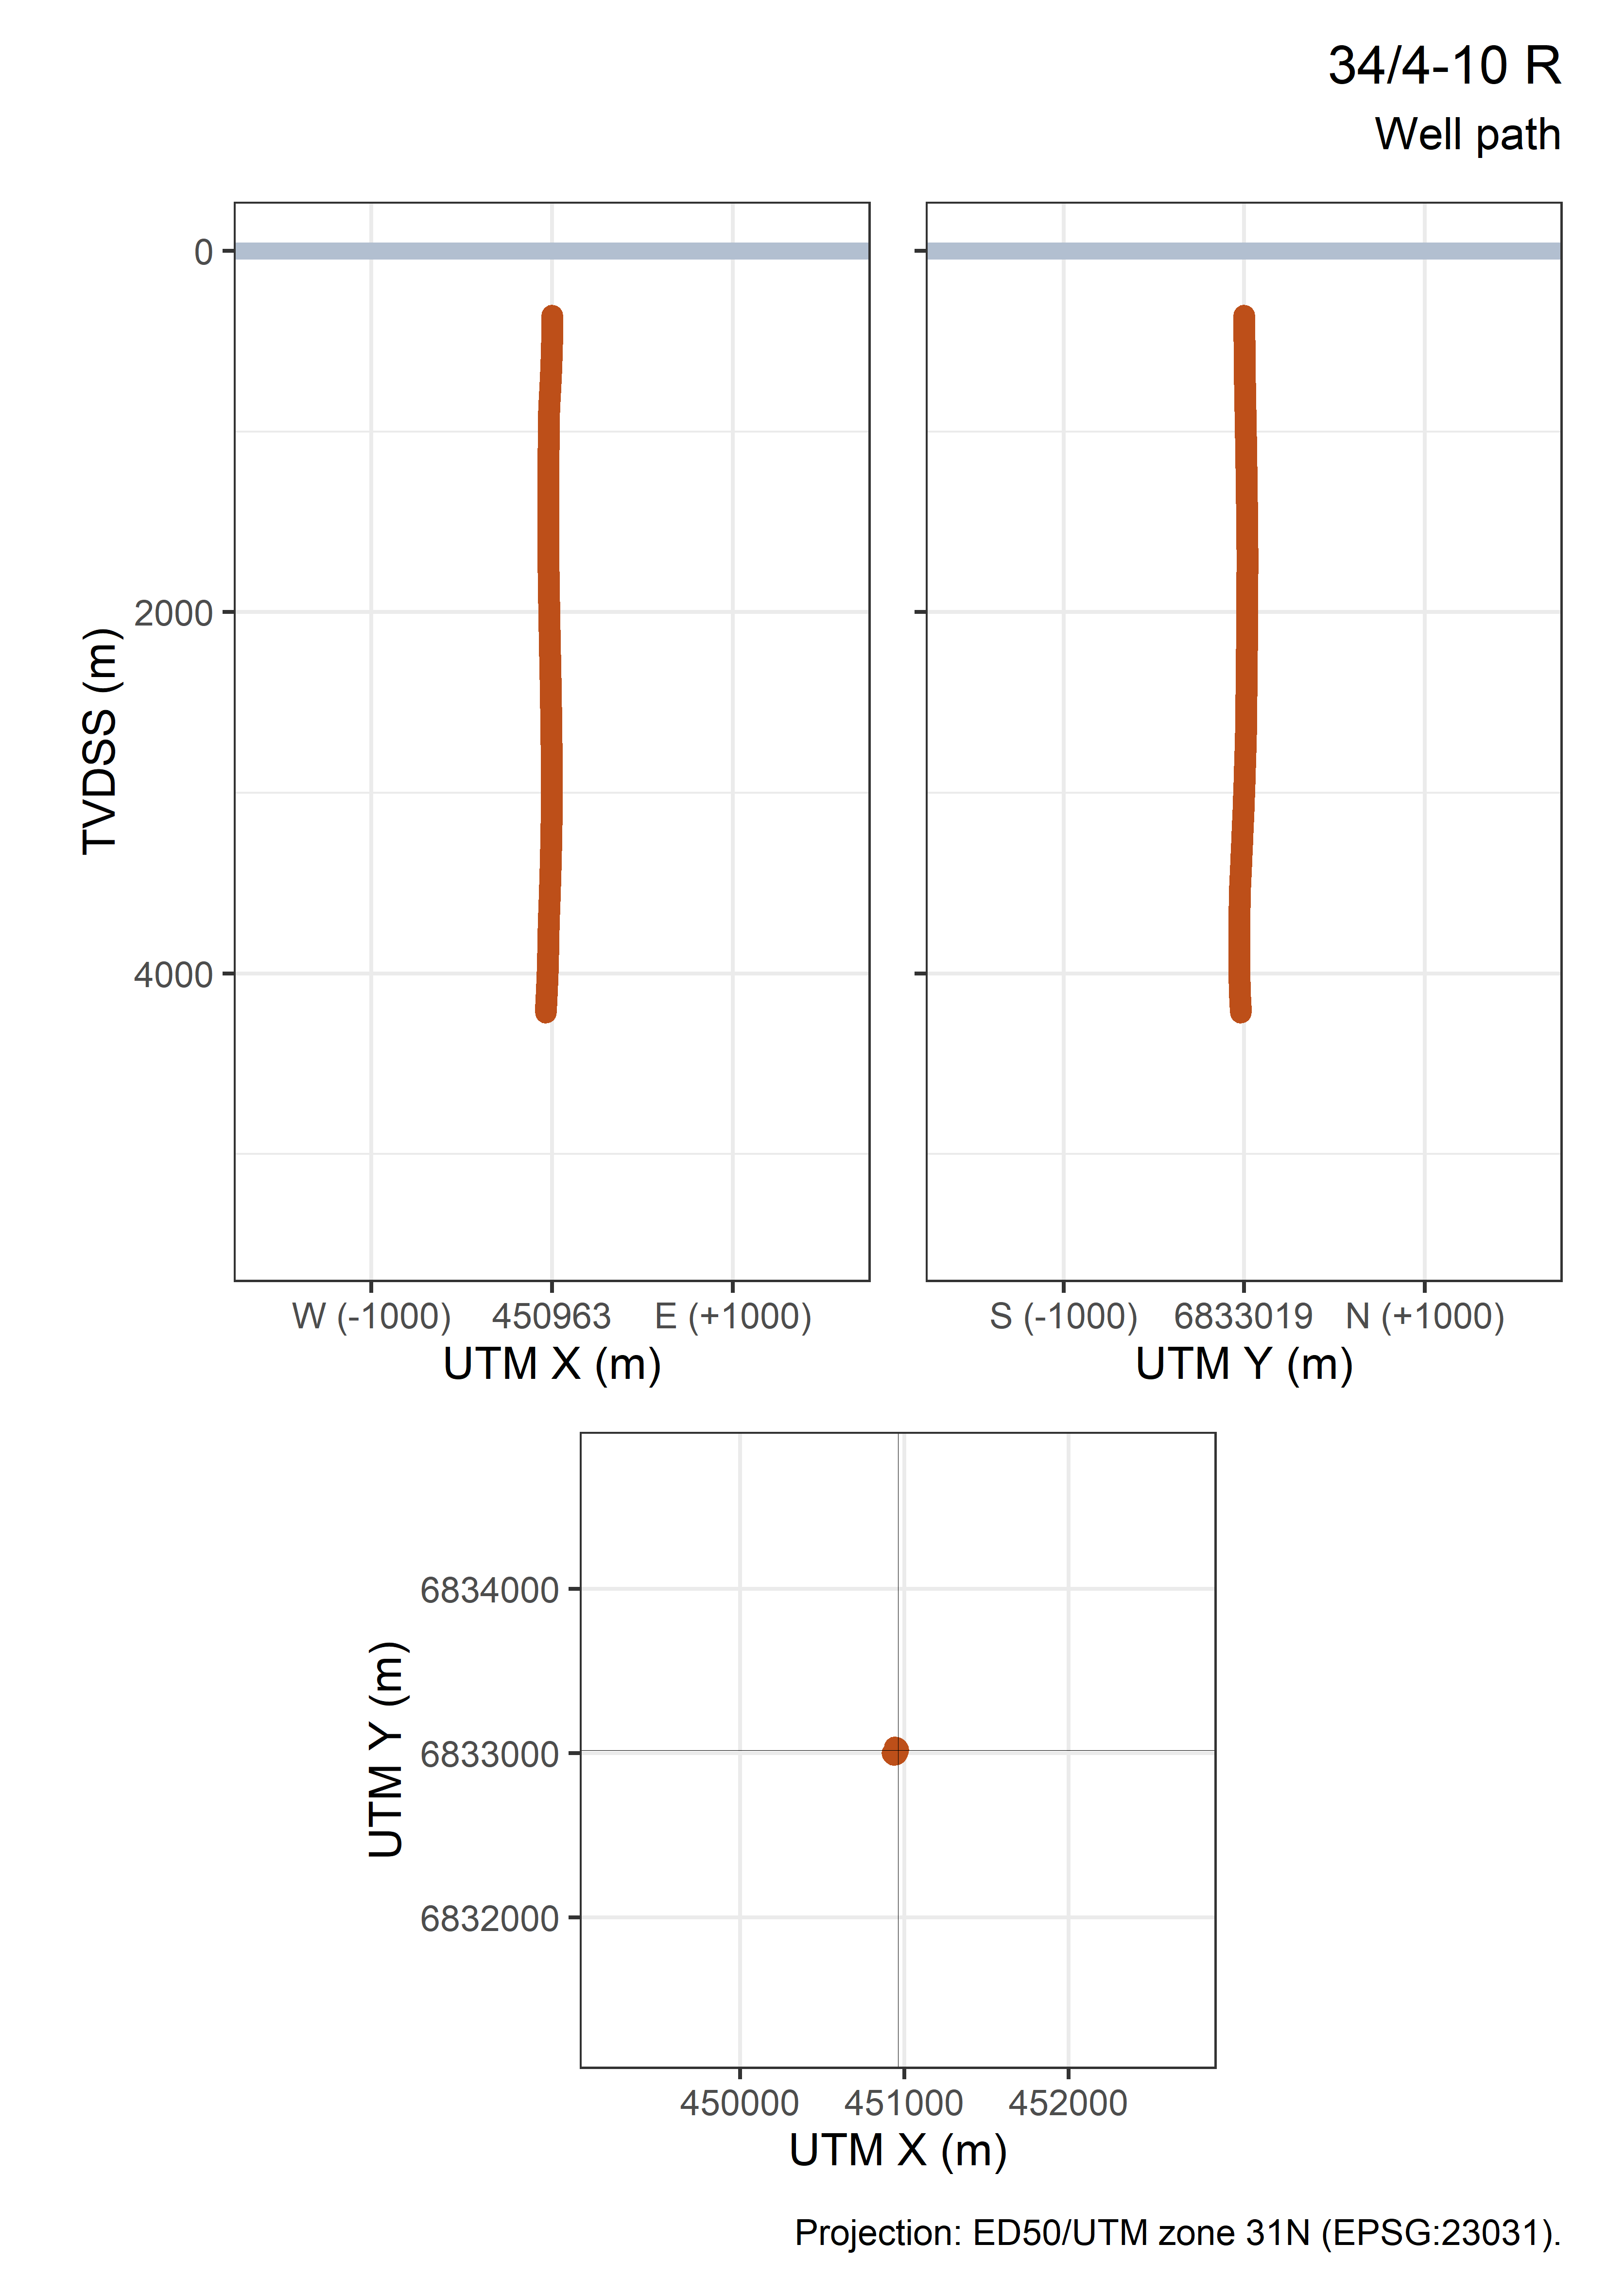 34/4-10 R
Well path
TVDSS (m)
0
2000
4000
W (-1000) 450963 E (+1000)
UTM X (m)
S (-1000) 6833019 N (+1000)
UTM Y (m)
UTM Y (m)
6834000
6833000
6832000
450000 451000 452000
UTM X (m)
Projection: ED50/UTM zone 31N (EPSG:23031).